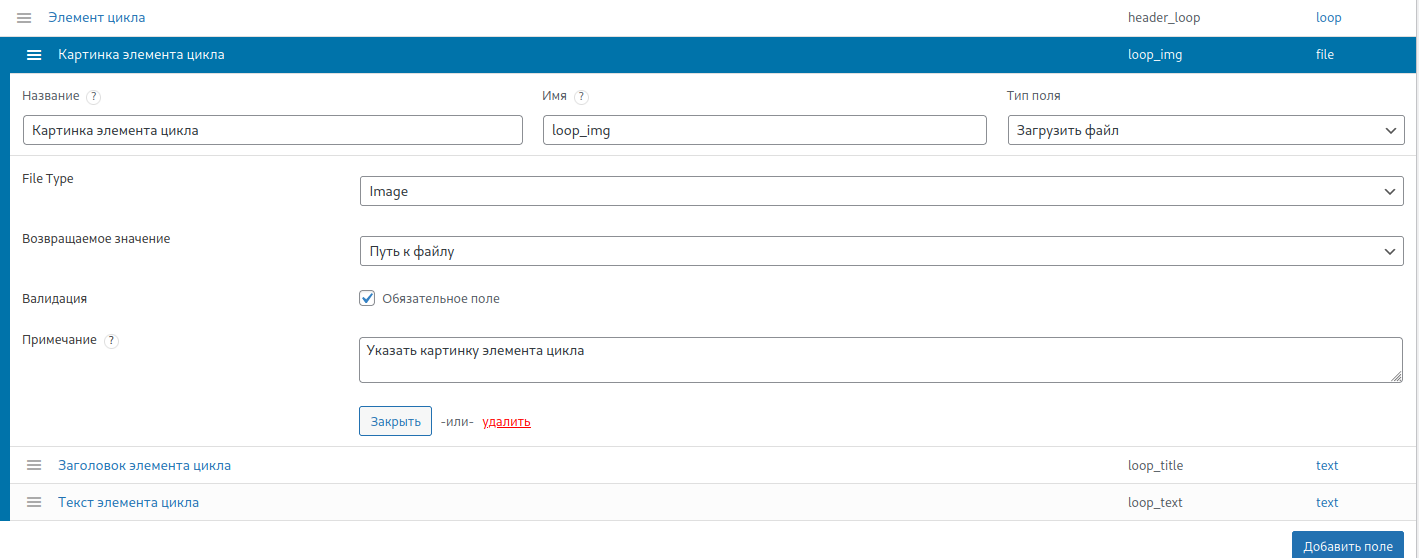 Элемент цикла header_loop loop
Картинка элемента цикла loop_img file
Название ? Имя ? Тип поля
Картинка элемента цикла loop_img Загрузить файл
File Type Image
Возвращаемое значение Путь к файлу
Валидация Обязательное поле
Примечание ? Указать картинку элемента цикла
Закрыть -или- удалить
Заголовок элемента цикла loop_title text
Текст элемента цикла loop_text text
Добавить поле